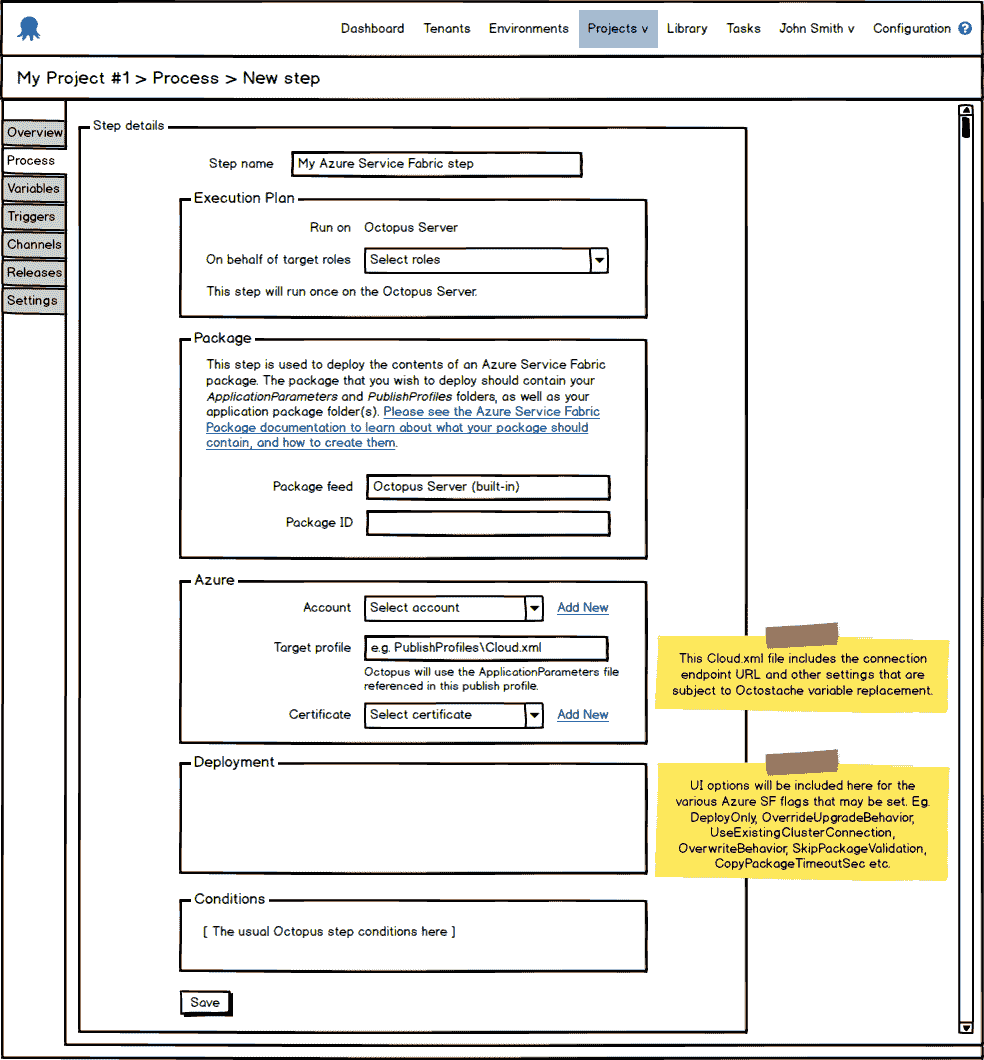 Dashboard Tenants Environments Projects v Library Tasks John Smith v Configuration ?
My Project #1 > Process > New step
Overview
Process
Variables
Triggers
Channels
Releases
Settings
Step details
Step name My Azure Service Fabric step
Execution Plan
Run on Octopus Server
On behalf of target roles Select roles
This step will run once on the Octopus Server.
Package
This step is used to deploy the contents of an Azure Service Fabric
package. The package that you wish to deploy should contain your
ApplicationParameters and PublishProfiles folders, as well as your
application package folder(s). Please see the Azure Service Fabric
Package documentation to learn about what your package should
contain, and how to create them.
Package feed Octopus Server (built-in)
Package ID
Azure
Account Select account Add New
Target profile e.g. PublishProfiles\Cloud.xml
Octopus will use the ApplicationParameters file
referenced in this publish profile.
Certificate Select certificate Add New
This Cloud.xml file includes the connection
endpoint URL and other settings that are
subject to Octostache variable replacement.
Deployment
UI options will be included here for the
various Azure SF flags that may be set. Eg.
DeployOnly, OverrideUpgradeBehavior,
UseExistingClusterConnection,
OverwriteBehavior, SkipPackageValidation,
CopyPackageTimeoutSec etc.
Conditions
[ The usual Octopus step conditions here ]
Save